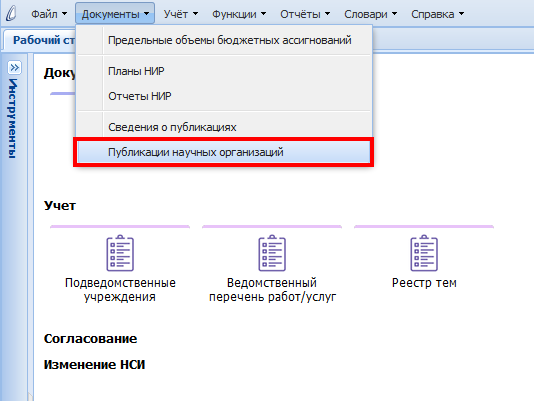 Файл Документы Учёт Функции Отчёты Словари Справка
Рабочий ст
Предельные объемы бюджетных ассигнований
Планы НИР
Отчеты НИР
Сведения о публикациях
Публикации научных организаций
Инструменты
Доку
Учет
Подведомственные
учреждения
Ведомственный
перечень работ/услуг
Реестр тем
Согласование
Изменение НСИ